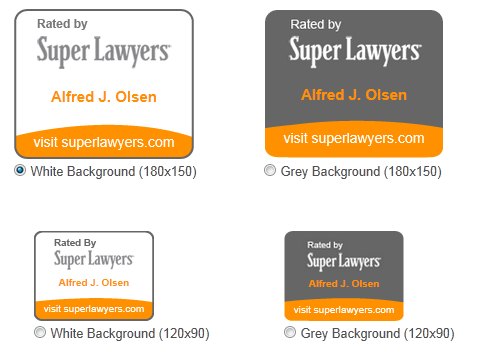 Rated by
Super Lawyers
Alfred J. Olsen
visit superlawyers.com
White Background (180x150)
Rated by
Super Lawyers
Alfred J. Olsen
visit superlawyers.com
Grey Background (180x150)
Rated By
Super Lawyers
Alfred J. Olsen
visit superlawyers.com
White Background (120x90)
Rated by
Super Lawyers
Alfred J. Olsen
visit superlawyers.com
Grey Background (120x90)